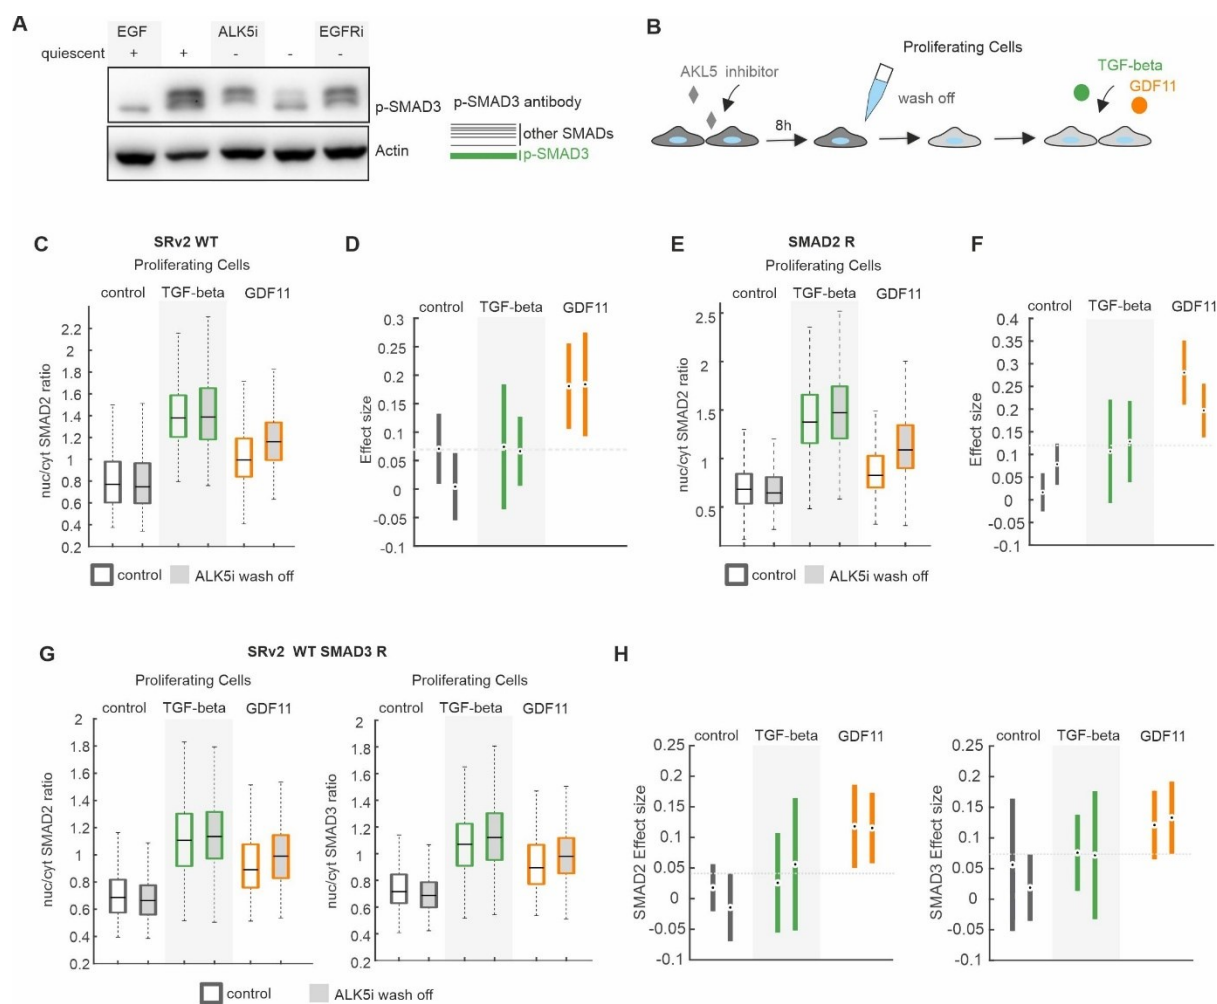 A
EGF ALK5i EGFRi
quiescent + + - - -
p-SMAD3
Actin
p-SMAD3 antibody
other SMADs
p-SMAD3
B
Proliferating Cells
AKL5 inhibitor
8h
wash off
TGF-beta
GDF11
C
SRv2 WT
Proliferating Cells
control TGF-beta GDF11
nuc/cyt SMAD2 ratio
2.2
2
1.8
1.6
1.4
1.2
1
0.8
0.6
0.4
0.2
control ALK5i wash off
D
control TGF-beta GDF11
Effect size
0.3
0.25
0.2
0.15
0.1
0.05
0
-0.05
-0.1
E
SMAD2 R
Proliferating Cells
control TGF-beta GDF11
nuc/cyt SMAD2 ratio
2.5
2
1.5
1
0.5
control ALK5i wash off
F
control TGF-beta GDF11
Effect size
0.4
0.35
0.3
0.25
0.2
0.15
0.1
0.05
0
-0.05
-0.1
G
SRv2 WT SMAD3 R
Proliferating Cells
control TGF-beta GDF11
nuc/cyt SMAD2 ratio
2
1.8
1.6
1.4
1.2
1
0.8
0.6
0.4
0.2
Proliferating Cells
control TGF-beta GDF11
nuc/cyt SMAD3 ratio
2
1.8
1.6
1.4
1.2
1
0.8
0.6
0.4
0.2
control ALK5i wash off
H
control TGF-beta GDF11
SMAD2 Effect size
0.25
0.2
0.15
0.1
0.05
0
-0.05
-0.1
control TGF-beta GDF11
SMAD3 Effect size
0.25
0.2
0.15
0.1
0.05
0
-0.05
-0.1